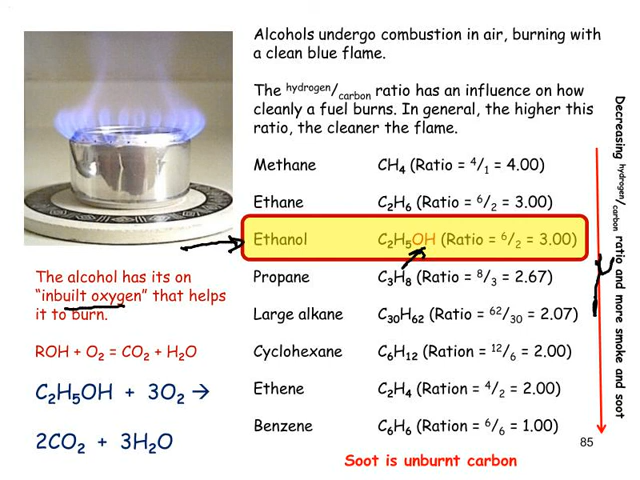 Alcohols undergo combustion in air, burning with
a clean blue flame.
The hydrogen/carbon ratio has an influence on how
cleanly a fuel burns. In general, the higher this
ratio, the cleaner the flame.
Methane CH₄ (Ratio = ⁴/₁ = 4.00)
Ethane C₂H₆ (Ratio = ⁶/₂ = 3.00)
Ethanol C₂H₅OH (Ratio = ⁶/₂ = 3.00)
Propane C₃H₈ (Ratio = ⁸/₃ = 2.67)
Large alkane C₃₀H₆₂ (Ratio = ⁶²/₃₀ = 2.07)
Cyclohexane C₆H₁₂ (Ratio = ¹²/₆ = 2.00)
Ethene C₂H₄ (Ratio = ⁴/₂ = 2.00)
Benzene C₆H₆ (Ratio = ⁶/₆ = 1.00)
The alcohol has its on
“inbuilt oxygen” that helps
it to burn.
ROH + O₂ = CO₂ + H₂O
C₂H₅OH + 3O₂ →
2CO₂ + 3H₂O
Soot is unburnt carbon
85
Decreasing hydrogen/carbon ratio and more smoke and soot